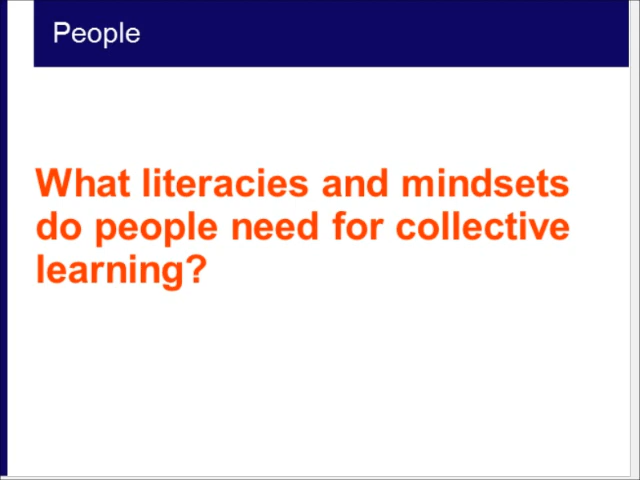 People
What literacies and mindsets
do people need for collective
learning?